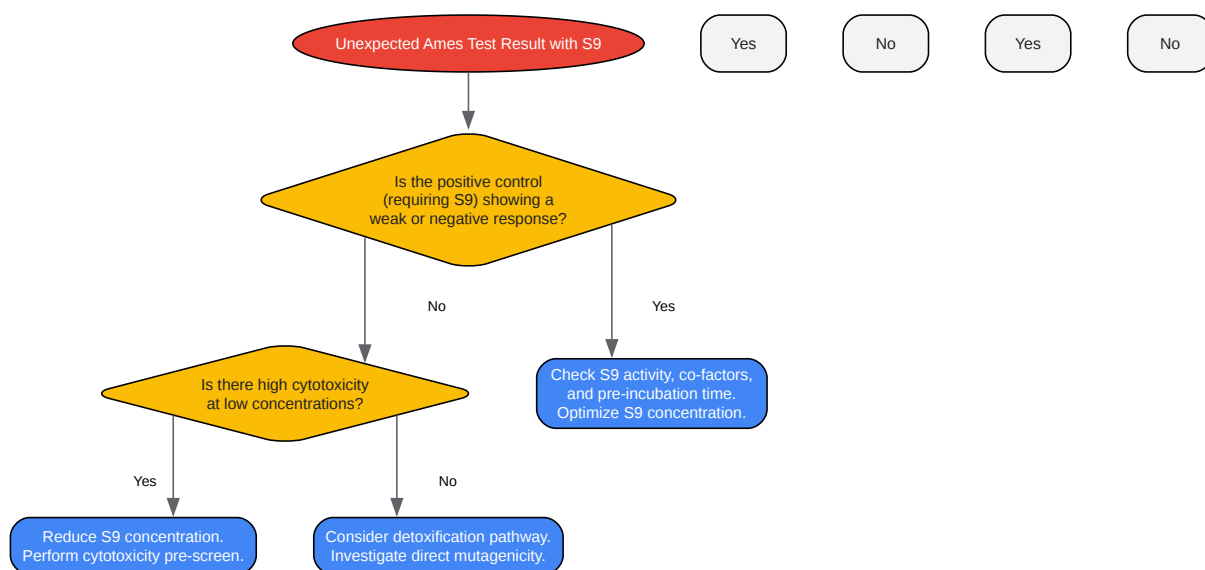 Unexpected Ames Test Result with S9
Yes
No
Yes
No
Is the positive control
(requiring S9) showing a
weak or negative response?
No
Yes
Is there high cytotoxicity
at low concentrations?
Check S9 activity, co-factors,
and pre-incubation time.
Optimize S9 concentration.
Yes
No
Reduce S9 concentration.
Perform cytotoxicity pre-screen.
Consider detoxification pathway.
Investigate direct mutagenicity.